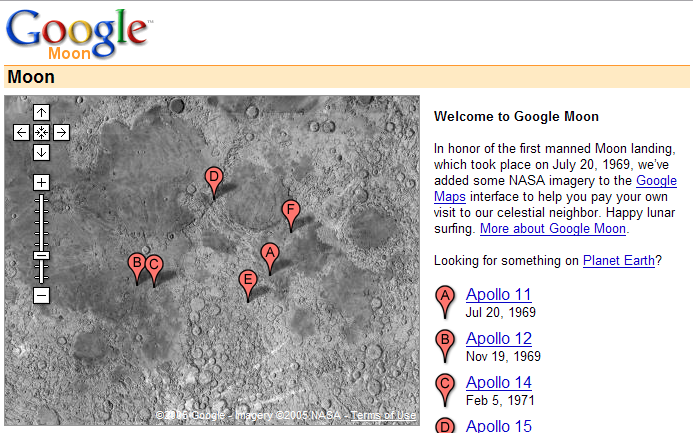 Google™
Moon
Moon
D
F
A
B C
E
©2005 Google - Imagery ©2005 NASA - Terms of Use
Welcome to Google Moon
In honor of the first manned Moon landing,
which took place on July 20, 1969, we've
added some NASA imagery to the Google
Maps interface to help you pay your own
visit to our celestial neighbor. Happy lunar
surfing. More about Google Moon.
Looking for something on Planet Earth?
A Apollo 11
Jul 20, 1969
B Apollo 12
Nov 19, 1969
C Apollo 14
Feb 5, 1971
D Apollo 15